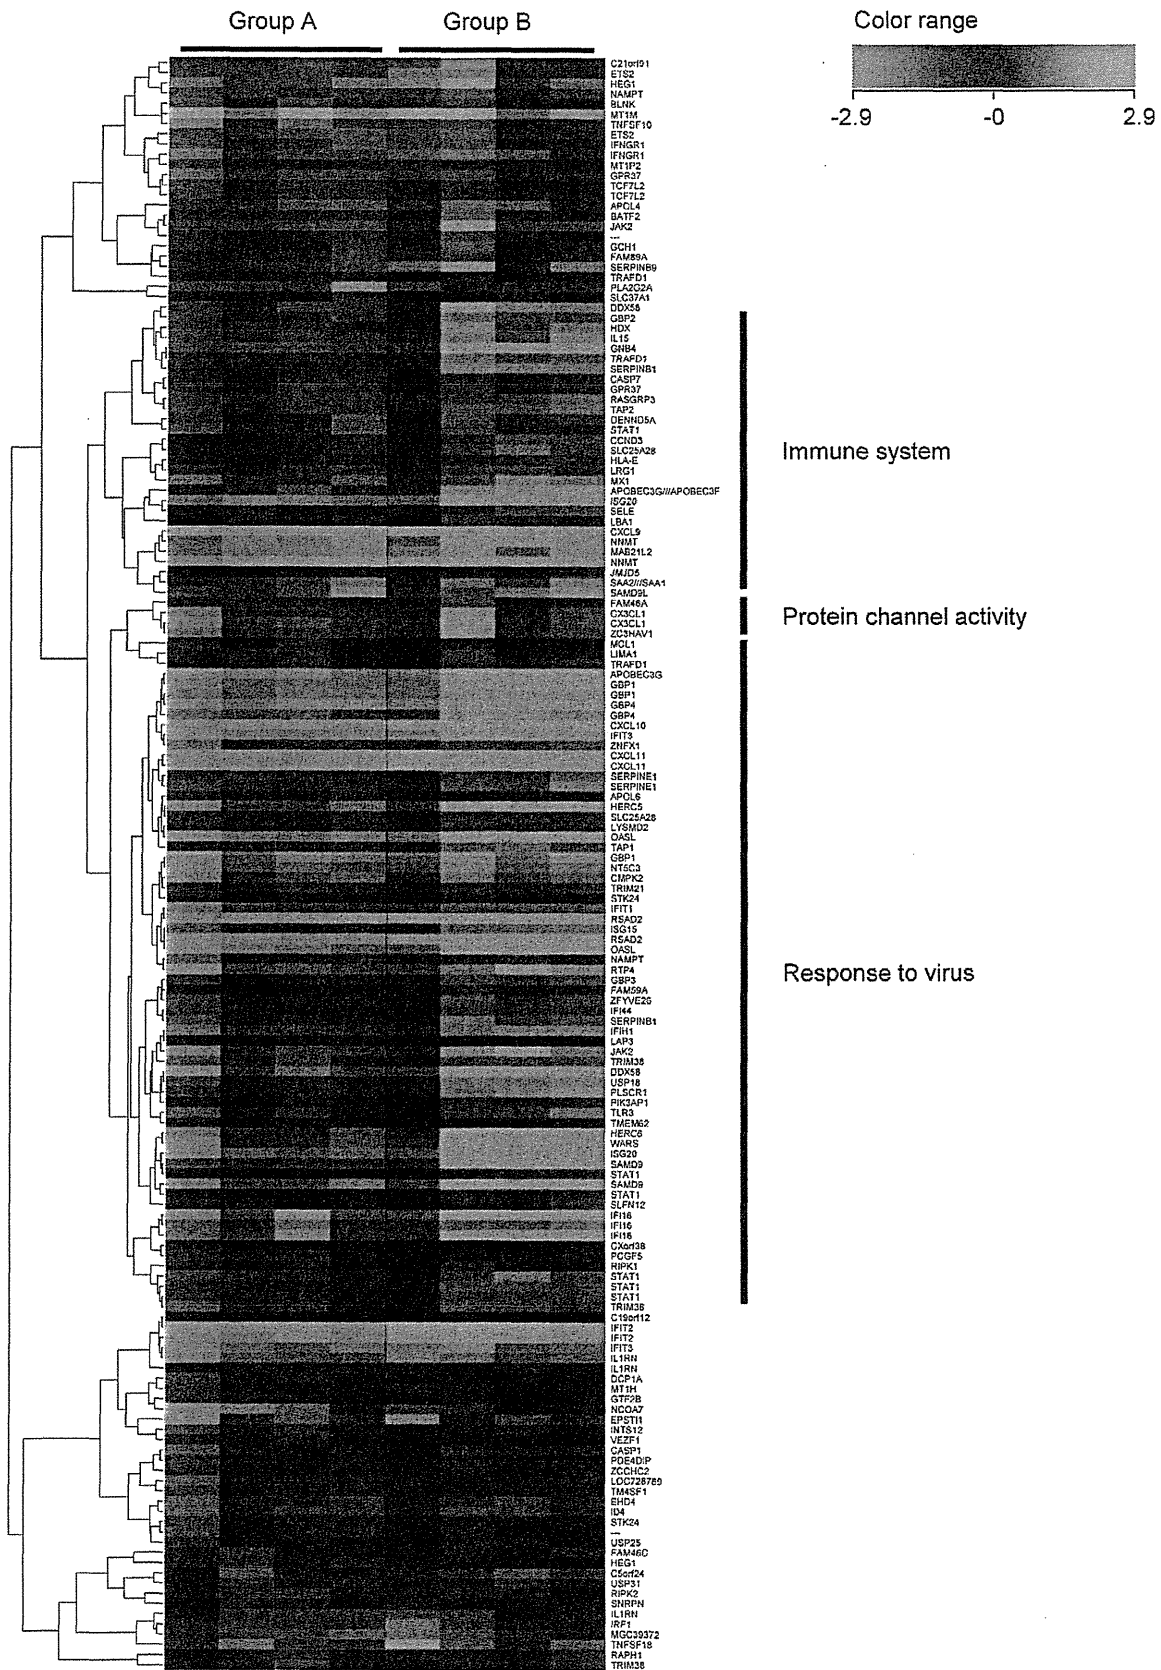 Group A
Group B
Color range
-2.9
-0
2.9
C21orf91
ETS2
HEG1
NAMPT
BLNK
MT1M
TNFSF10
ETS2
IFNGR1
IFNGR1
MT1P2
GPR37
TCF7L2
TCF7L2
APOL4
BATF2
JAK2
---
GCH1
FAM89A
SERPINB9
TRAFD1
PLA2G2A
SLC37A1
DDX58
GBP2
HDX
IL15
GNB4
TRAFD1
SERPINB1
CASP7
GPR37
RASGRP3
TAP2
DENND5A
STAT1
CCND3
SLC25A28
HLA-E
LRG1
MX1
APOBEC3G///APOBEC3F
ISG20
SELE
LBA1
CXCL9
NNMT
MAB21L2
NNMT
JMJD5
SAA2///SAA1
SAMD9L
FAM46A
CX3CL1
CX3CL1
ZC3HAV1
MCL1
LIMA1
TRAFD1
APOBEC3G
GBP1
GBP1
GBP4
GBP4
CXCL10
IFIT3
ZNFX1
CXCL11
CXCL11
SERPINE1
SERPINE1
APOL6
HERC5
SLC25A28
LYSMD2
OASL
TAP1
GBP1
NT5C3
CMPK2
TRIM21
STK24
IFIT1
RSAD2
ISG15
RSAD2
OASL
NAMPT
RTP4
GBP3
FAM59A
ZFYVE26
IFI44
SERPINB1
IFIH1
LAP3
JAK2
TRIM38
DDX58
USP18
PLSCR1
PIK3AP1
TLR3
TMEM62
HERC6
WARS
ISG20
SAMD9
STAT1
SAMD9
STAT1
SLFN12
IFI16
IFI16
IFI16
CXorf38
PCGF5
RIPK1
STAT1
STAT1
STAT1
TRIM38
C19orf12
IFIT2
IFIT2
IFIT3
IL1RN
IL1RN
DCP1A
MT1H
GTF2B
NCOA7
EPSTI1
INTS12
VEZF1
CASP1
PDE4DIP
ZCCHC2
LOC728769
TM4SF1
EHD4
ID4
STK24
---
USP25
FAM46C
HEG1
C5orf24
USP31
RIPK2
SNRPN
IL1RN
IRF1
MGC39372
TNFSF18
RAPH1
TRIM38
Immune system
Protein channel activity
Response to virus